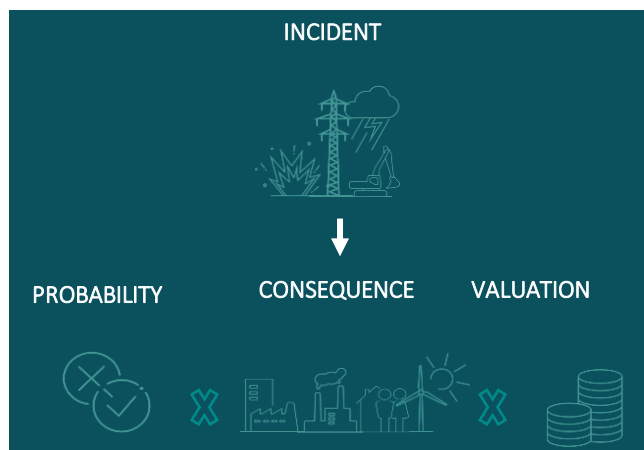 INCIDENT
PROBABILITY
CONSEQUENCE
VALUATION
X
X